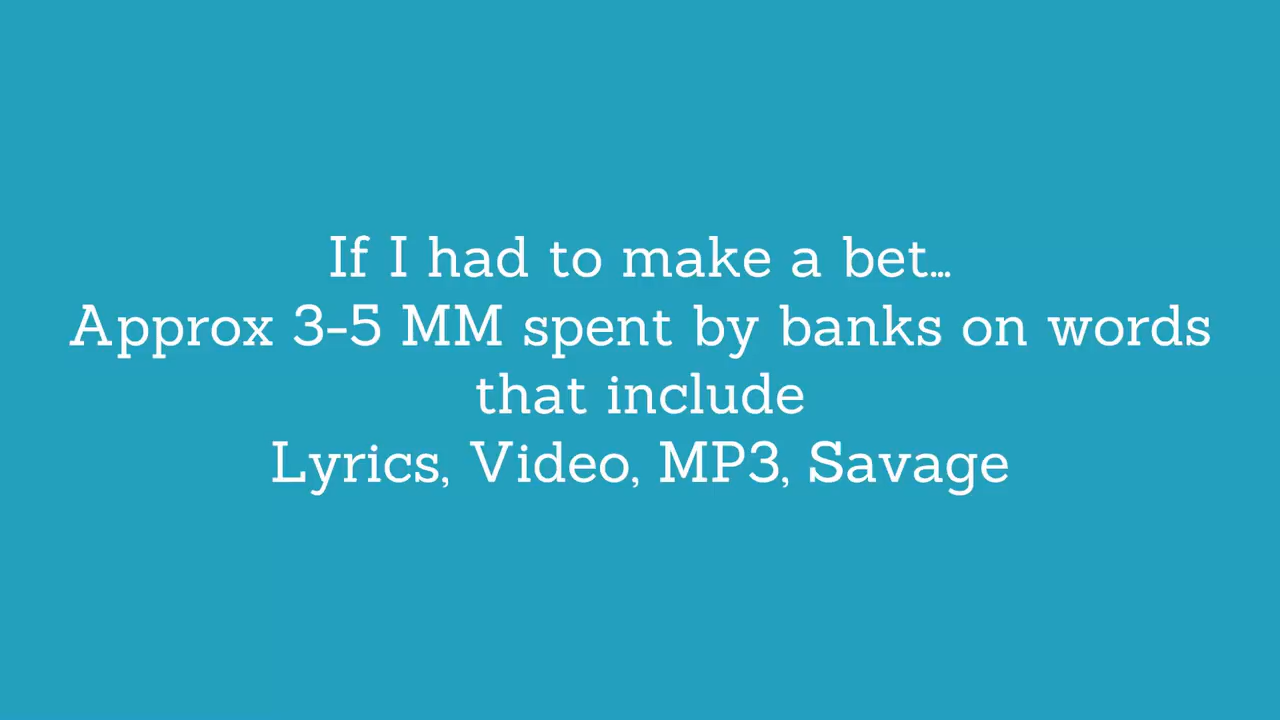 If I had to make a bet...
Approx 3-5 MM spent by banks on words
that include
Lyrics, Video, MP3, Savage